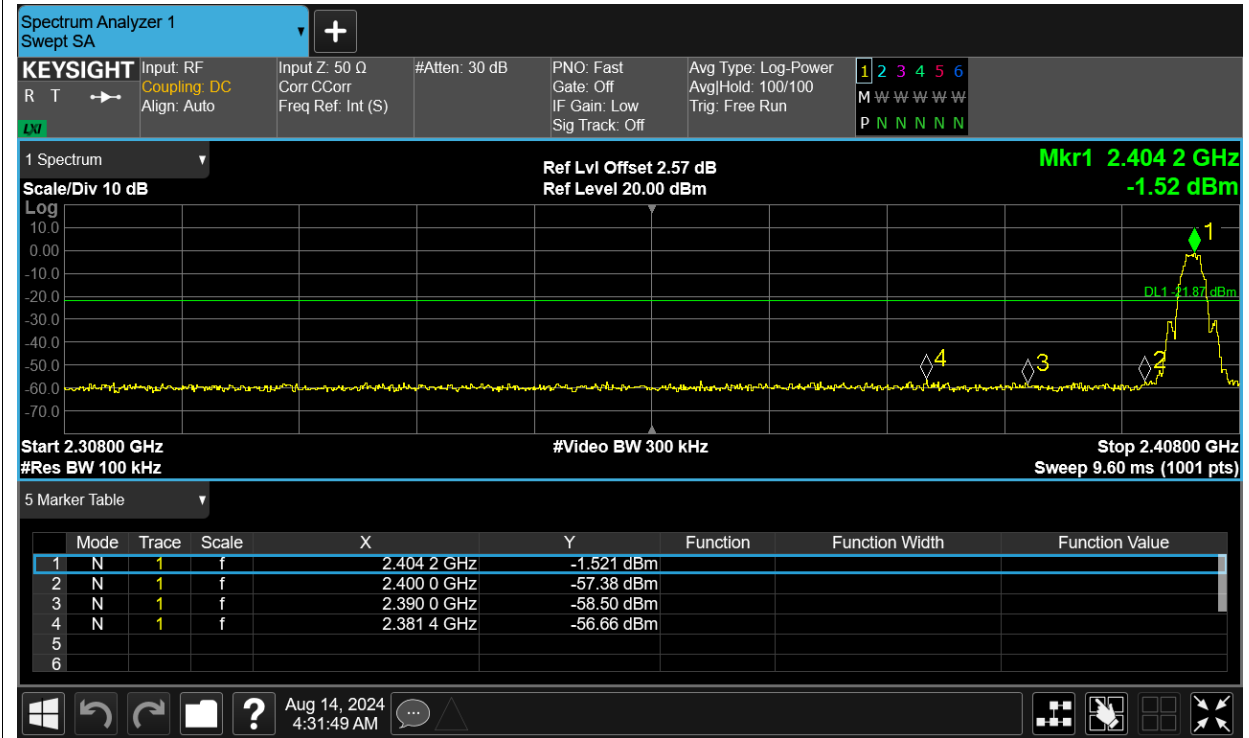 Spectrum Analyzer 1
Swept SA
+
KEYSIGHT Input: RF Input Z: 50 Ω #Atten: 30 dB PNO: Fast Avg Type: Log-Power 1 2 3 4 5 6
R T Coupling: DC Corr CCorr Gate: Off Avg|Hold: 100/100 M W W W W W
Align: Auto Freq Ref: Int (S) IF Gain: Low Trig: Free Run
LXI Sig Track: Off P N N N N N N
1 Spectrum
Ref Lvl Offset 2.57 dB Mkr1 2.404 2 GHz
Scale/Div 10 dB Ref Level 20.00 dBm -1.52 dBm
Log
10.0
0.00
-10.0
-20.0
-30.0
-40.0
-50.0
-60.0
-70.0
1
DL1 -21.87 dBm
4
3
2
Start 2.30800 GHz #Video BW 300 kHz Stop 2.40800 GHz
#Res BW 100 kHz Sweep 9.60 ms (1001 pts)
5 Marker Table
Mode Trace Scale X Y Function Function Width Function Value
1 N 1 f 2.404 2 GHz -1.521 dBm
2 N 1 f 2.400 0 GHz -57.38 dBm
3 N 1 f 2.390 0 GHz -58.50 dBm
4 N 1 f 2.381 4 GHz -56.66 dBm
5
6
? Aug 14, 2024
4:31:49 AM